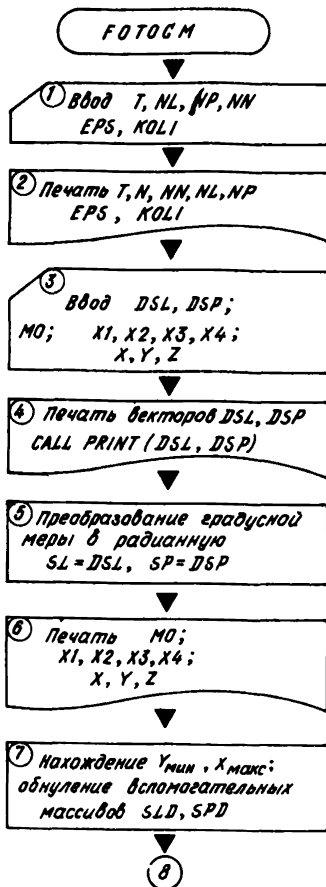 FOTOCM
① Ввод T, NL, NP, NN
EPS, KOLI
② Печать T, N, NN, NL, NP
EPS, KOLI
③
Ввод DSL, DSP;
MO; X1, X2, X3, X4;
X, Y, Z
④ Печать векторов DSL, DSP
CALL PRINT (DSL, DSP)
⑤ Преобразование градусной
меры в радианную
SL=DSL, SP=DSP
⑥ Печать MO;
X1, X2, X3, X4;
X, Y, Z
⑦ Нахождение Yмин, Xмакс;
обнуление вспомогательных
массивов SLD, SPD
⑧